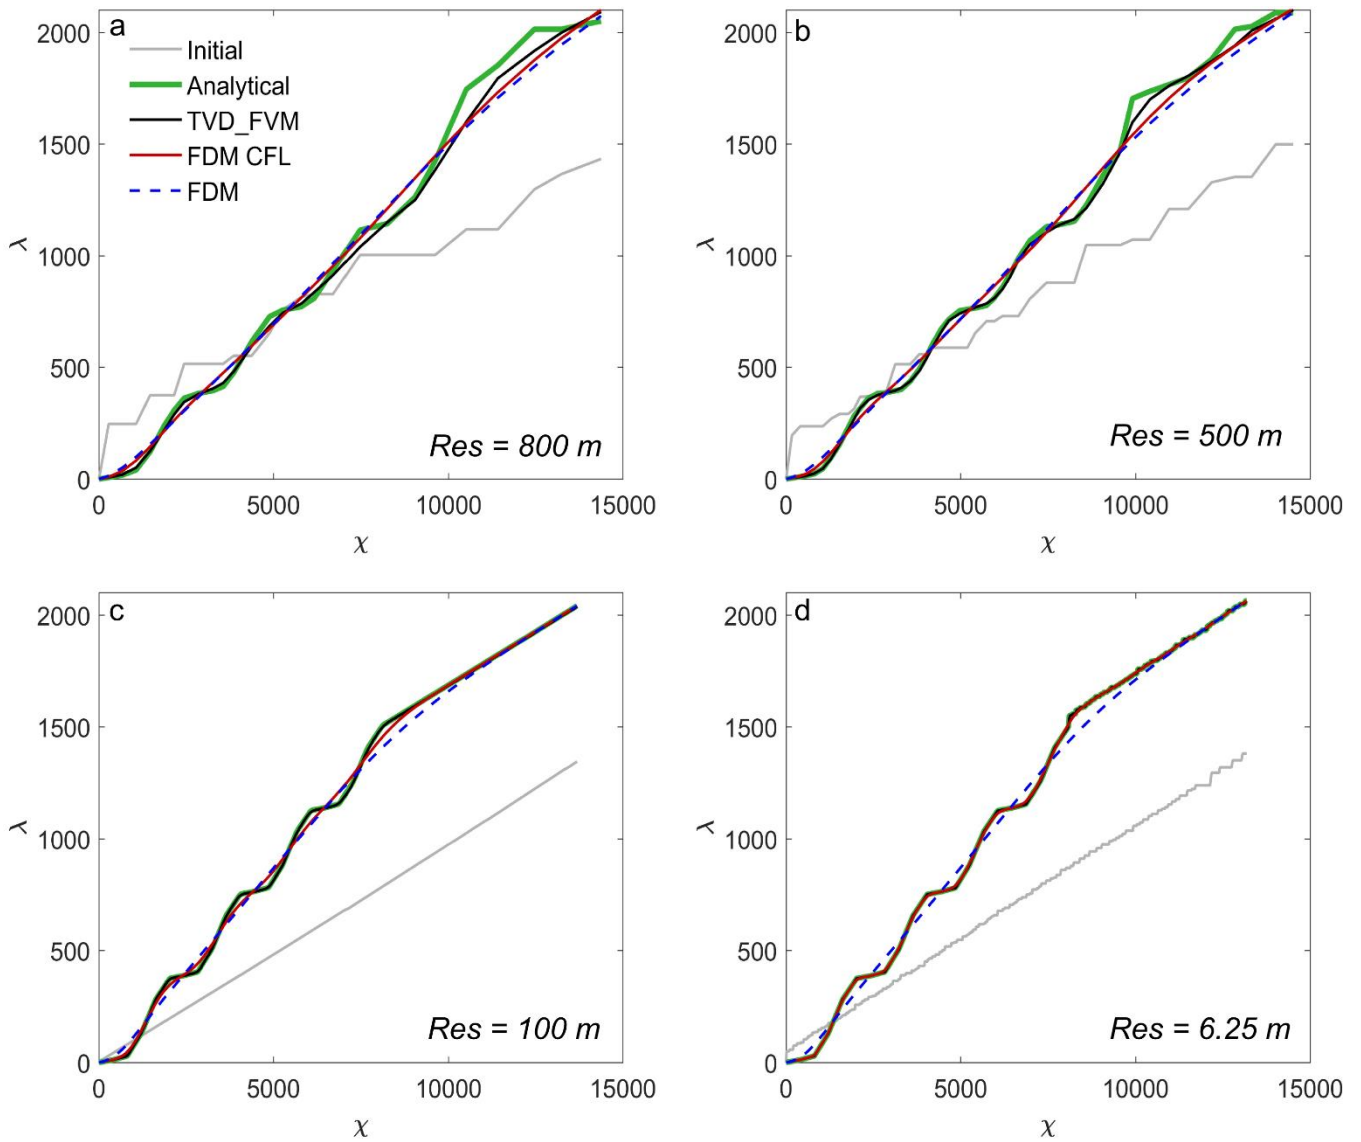 a
Initial
Analytical
TVD_FVM
FDM CFL
FDM
2000
1500
1000
500
0
λ
Res = 800 m
0 5000 10000 15000
χ
b
2000
1500
1000
500
0
λ
Res = 500 m
0 5000 10000 15000
χ
c
2000
1500
1000
500
0
λ
Res = 100 m
0 5000 10000 15000
χ
d
2000
1500
1000
500
0
λ
Res = 6.25 m
0 5000 10000 15000
χ